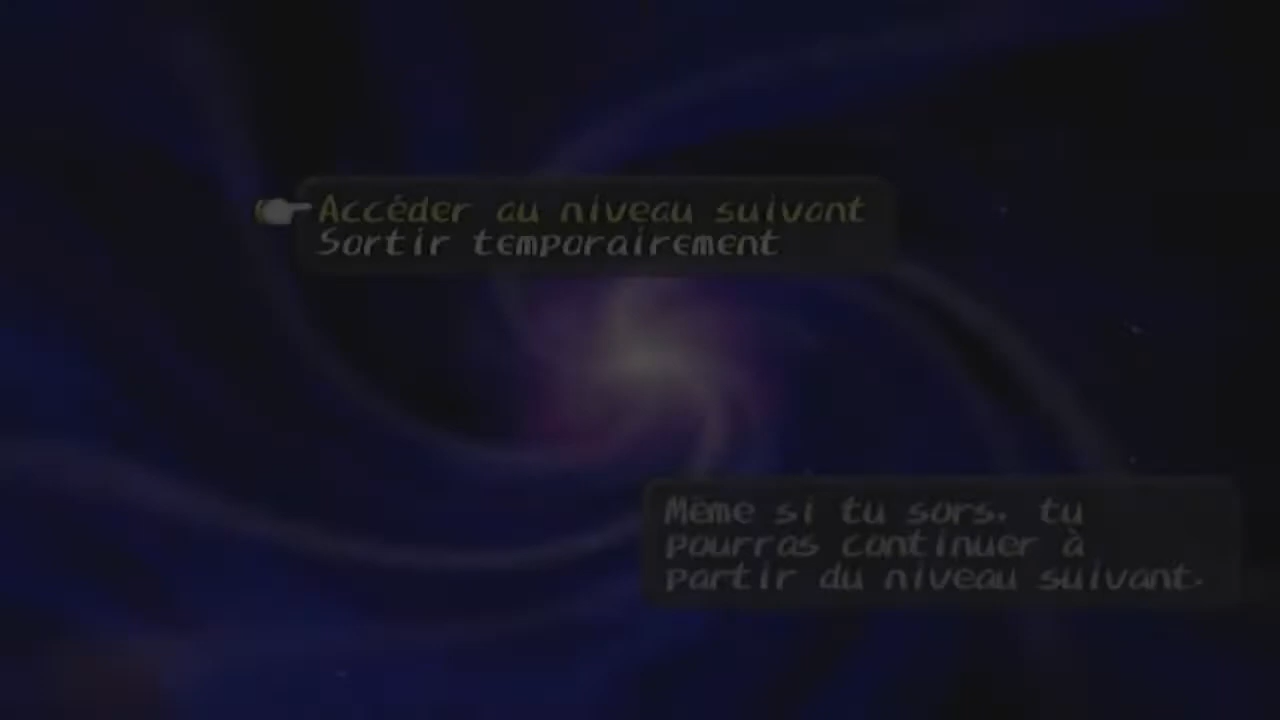 Accéder au niveau suivant
Sortir temporairement
Même si tu sors, tu
pourras continuer à
partir du niveau suivant.